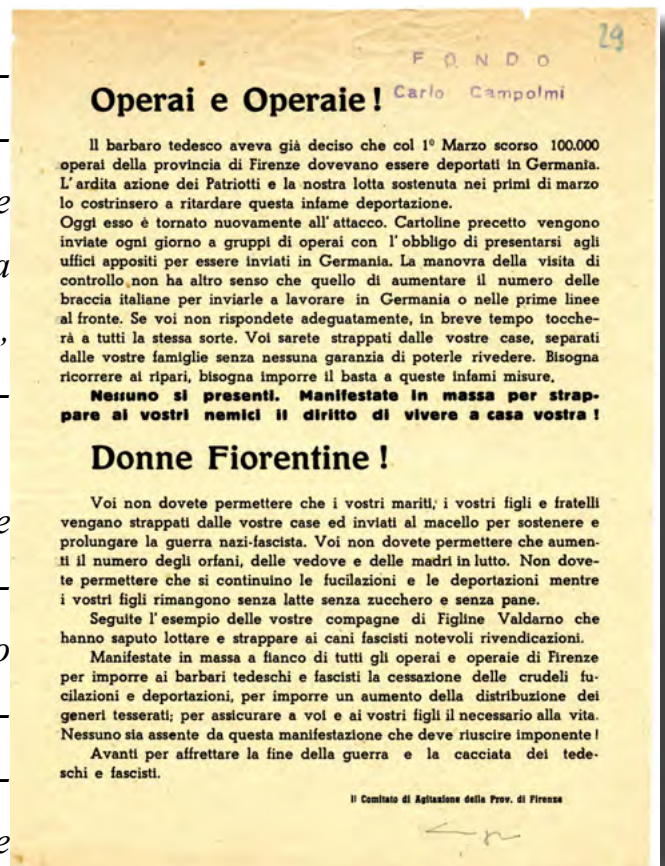 29
FONDO
Carlo Campolmi
Operai e Operaie !
Il barbaro tedesco aveva già deciso che col 1º Marzo scorso 100.000
operai della provincia di Firenze dovevano essere deportati in Germania.
L' ardita azione dei Patriotti e la nostra lotta sostenuta nei primi di marzo
lo costrinsero a ritardare questa infame deportazione.
Oggi esso è tornato nuovamente all' attacco. Cartoline precetto vengono
inviate ogni giorno a gruppi di operai con l' obbligo di presentarsi agli
uffici appositi per essere inviati in Germania. La manovra della visita di
controllo non ha altro senso che quello di aumentare il numero delle
braccia italiane per inviarle a lavorare in Germania o nelle prime linee
al fronte. Se voi non rispondete adeguatamente, in breve tempo tocche-
rà a tutti la stessa sorte. Voi sarete strappati dalle vostre case, separati
dalle vostre famiglie senza nessuna garanzia di poterle rivedere. Bisogna
ricorrere ai ripari, bisogna imporre il basta a queste infami misure.
Nessuno si presenti. Manifestate in massa per strap-
pare ai vostri nemici il diritto di vivere a casa vostra !
Donne Fiorentine !
Voi non dovete permettere che i vostri mariti, i vostri figli e fratelli
vengano strappati dalle vostre case ed inviati al macello per sostenere e
prolungare la guerra nazi-fascista. Voi non dovete permettere che aumen-
ti il numero degli orfani, delle vedove e delle madri in lutto. Non dove-
te permettere che si continuino le fucilazioni e le deportazioni mentre
i vostri figli rimangono senza latte senza zucchero e senza pane.
Seguite l' esempio delle vostre compagne di Figline Valdarno che
hanno saputo lottare e strappare ai cani fascisti notevoli rivendicazioni.
Manifestate in massa a fianco di tutti gli operai e operaie di Firenze
per imporre ai barbari tedeschi e fascisti la cessazione delle crudeli fu-
cilazioni e deportazioni, per imporre un aumento della distribuzione dei
generi tesserati; per assicurare a voi e ai vostri figli il necessario alla vita.
Nessuno sia assente da questa manifestazione che deve riuscire imponente !
Avanti per affrettare la fine della guerra e la cacciata dei tede-
schi e fascisti.
Il Comitato di Agitazione della Prov. di Firenze